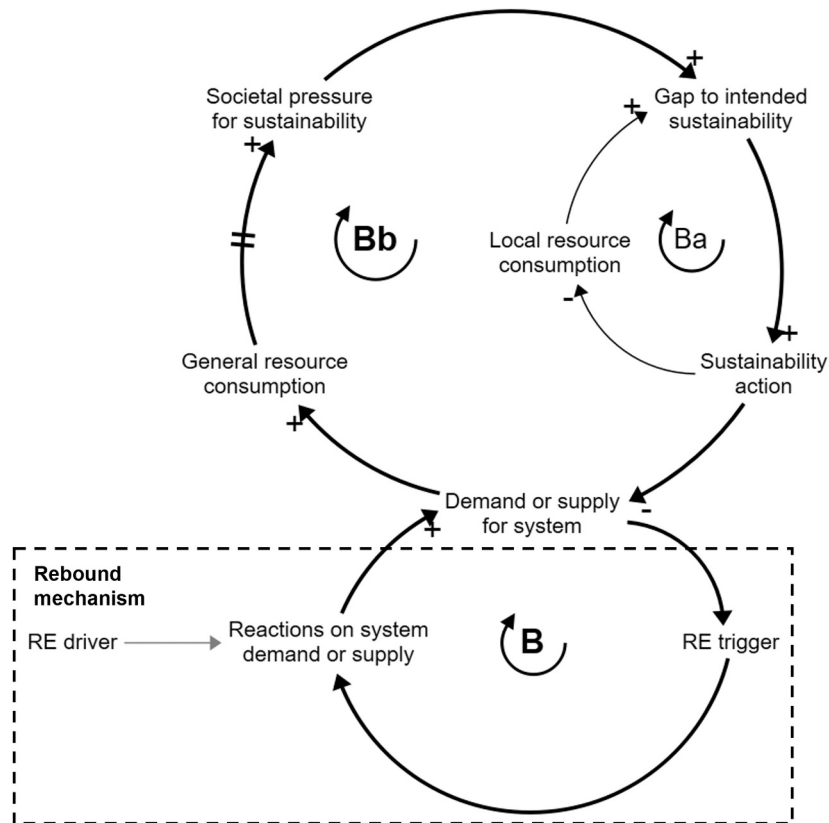 +
Societal pressure
for sustainability
+
Gap to intended
sustainability
+
+
Bb
Local resource
consumption
Ba
-
+
General resource
consumption
Sustainability
action
+
Demand or supply
for system
-
+
Rebound
mechanism
RE driver
Reactions on system
demand or supply
B
RE trigger